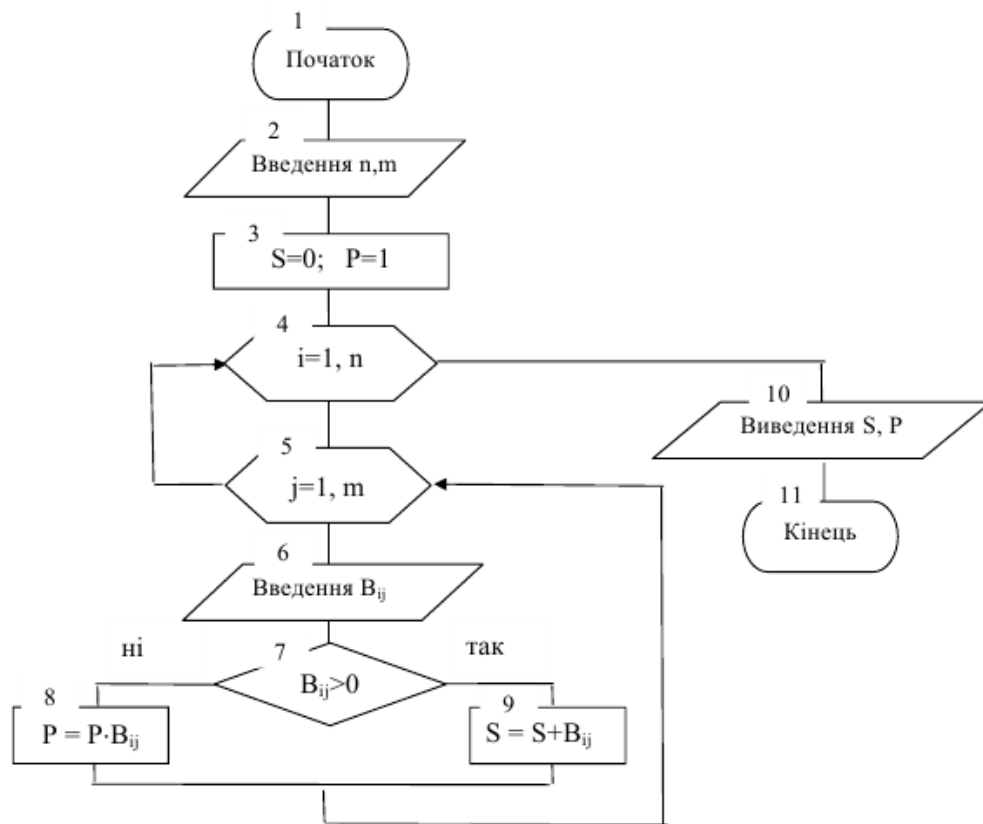 1
Початок
2
Введення n,m
3
S=0; P=1
4
i=1, n
5
j=1, m
6
Введення Bij
7
ні
так
Bij>0
8
P = P·Bij
9
S = S+Bij
10
Виведення S, P
11
Кінець